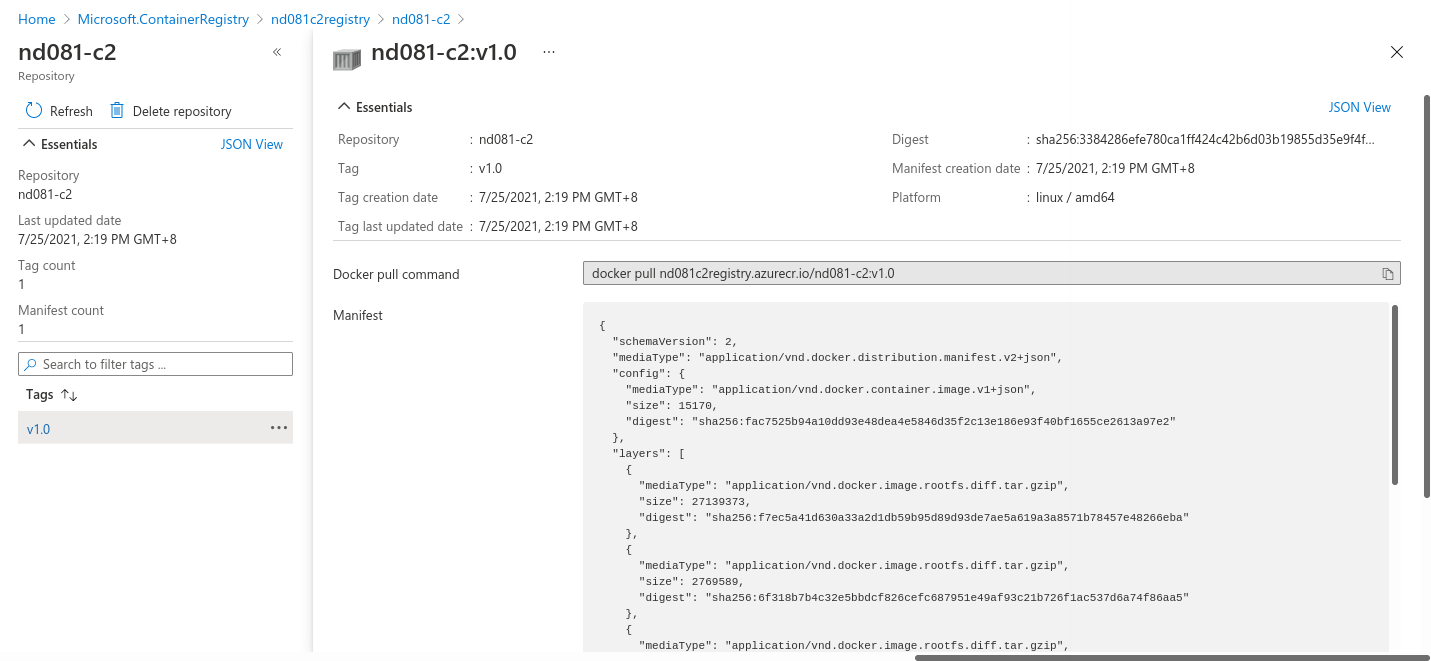 Home > Microsoft.ContainerRegistry > nd081c2registry > nd081-c2 >
nd081-c2
Repository
Refresh Delete repository
Essentials JSON View
Repository
nd081-c2
Last updated date
7/25/2021, 2:19 PM GMT+8
Tag count
1
Manifest count
1
Search to filter tags ...
Tags
v1.0
nd081-c2:v1.0
Essentials JSON View
Repository : nd081-c2
Tag : v1.0
Tag creation date : 7/25/2021, 2:19 PM GMT+8
Tag last updated date : 7/25/2021, 2:19 PM GMT+8
Digest : sha256:3384286efe780ca1ff424c42b6d03b19855d35e9f4f...
Manifest creation date : 7/25/2021, 2:19 PM GMT+8
Platform : linux / amd64
Docker pull command docker pull nd081c2registry.azurecr.io/nd081-c2:v1.0
Manifest
{
"schemaVersion": 2,
"mediaType": "application/vnd.docker.distribution.manifest.v2+json",
"config": {
"mediaType": "application/vnd.docker.container.image.v1+json",
"size": 15170,
"digest": "sha256:fac7525b94a10dd93e48dea4e5846d35f2c13e186e93f40bf1655ce2613a97e2"
},
"layers": [
{
"mediaType": "application/vnd.docker.image.rootfs.diff.tar.gzip",
"size": 27139373,
"digest": "sha256:f7ec5a41d630a33a2d1db59b95d89d93de7ae5a619a3a8571b78457e48266eba"
},
{
"mediaType": "application/vnd.docker.image.rootfs.diff.tar.gzip",
"size": 2769589,
"digest": "sha256:6f318b7b4c32e5bbdcf826cefc687951e49af93c21b726f1ac537d6a74f86aa5"
},
{
"mediaType": "application/vnd.docker.image.rootfs.diff.tar.gzip",